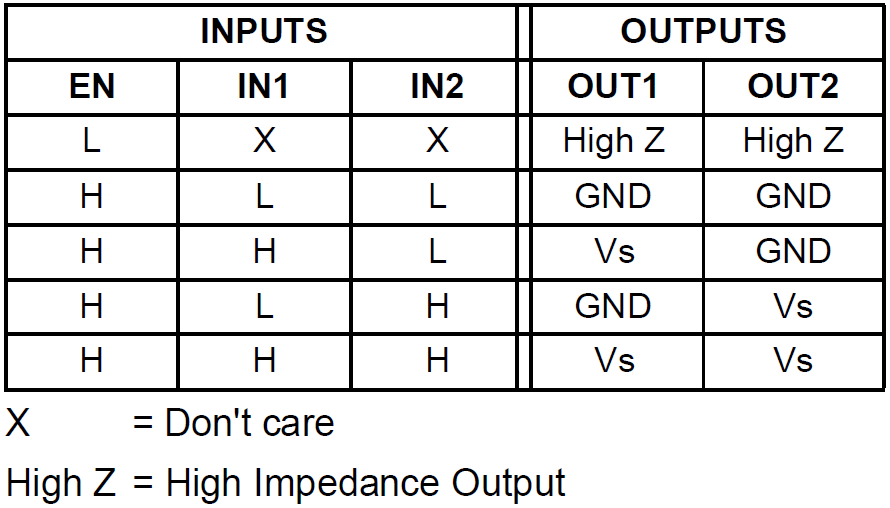 INPUTS OUTPUTS
EN IN1 IN2 OUT1 OUT2
L X X High Z High Z
H L L GND GND
H H L Vs GND
H L H GND Vs
H H H Vs Vs
X = Don't care
High Z = High Impedance Output